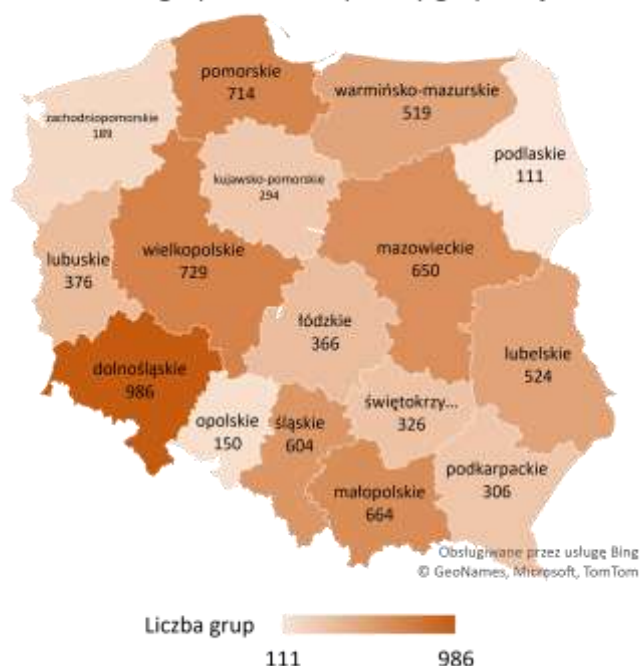 pomorskie
714
warmińsko-mazurskie
519
zachodniopomorskie
189
podlaskie
111
kujawsko-pomorskie
294
wielkopolskie
729
mazowieckie
650
lubuskie
376
łódzkie
366
lubelskie
524
dolnośląskie
986
świętokrzy...
326
opolskie
150
śląskie
604
podkarpackie
306
małopolskie
664
Obsługiwane przez usługę Bing
© GeoNames, Microsoft, TomTom
Liczba grup
111 986